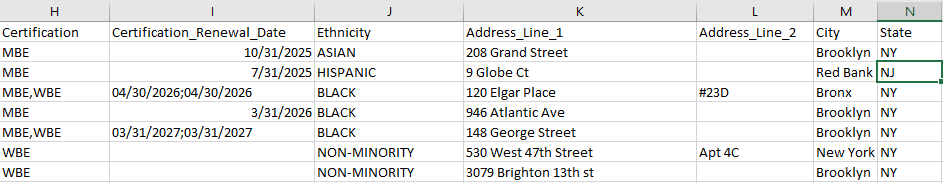 H I J K L M N
Certification Certification_Renewal_Date Ethnicity Address_Line_1 Address_Line_2 City State
MBE 10/31/2025 ASIAN 208 Grand Street Brooklyn NY
MBE 7/31/2025 HISPANIC 9 Globe Ct Red Bank NJ
MBE,WBE 04/30/2026;04/30/2026 BLACK 120 Elgar Place #23D Bronx NY
MBE 3/31/2026 BLACK 946 Atlantic Ave Brooklyn NY
MBE,WBE 03/31/2027;03/31/2027 BLACK 148 George Street Brooklyn NY
WBE NON-MINORITY 530 West 47th Street Apt 4C New York NY
WBE NON-MINORITY 3079 Brighton 13th st Brooklyn NY